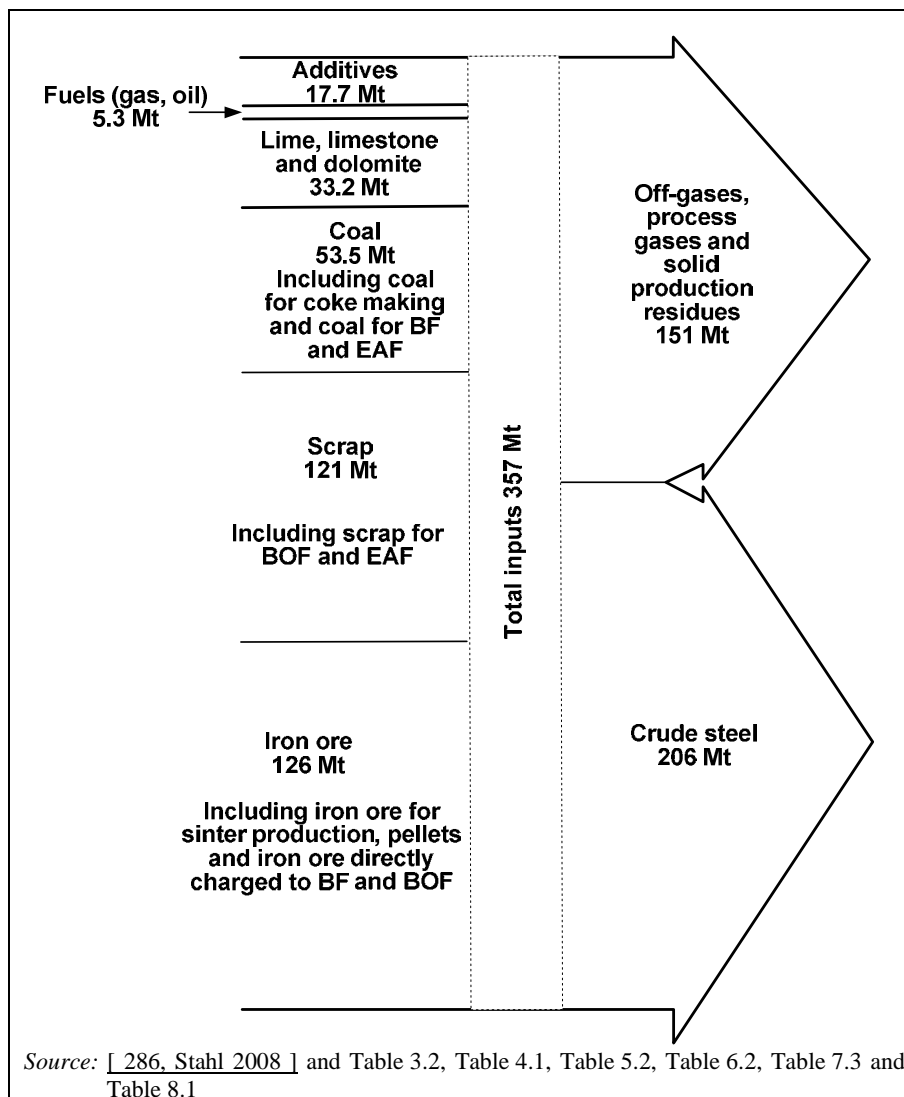 Additives
17.7 Mt
Fuels (gas, oil)
5.3 Mt
Lime, limestone
and dolomite
33.2 Mt
Coal
53.5 Mt
Including coal
for coke making
and coal for BF
and EAF
Scrap
121 Mt
Including scrap for
BOF and EAF
Iron ore
126 Mt
Including iron ore for
sinter production, pellets
and iron ore directly
charged to BF and BOF
Total inputs 357 Mt
Off-gases,
process
gases and
solid
production
residues
151 Mt
Crude steel
206 Mt
Source: [ 286, Stahl 2008 ] and Table 3.2, Table 4.1, Table 5.2, Table 6.2, Table 7.3 and
Table 8.1